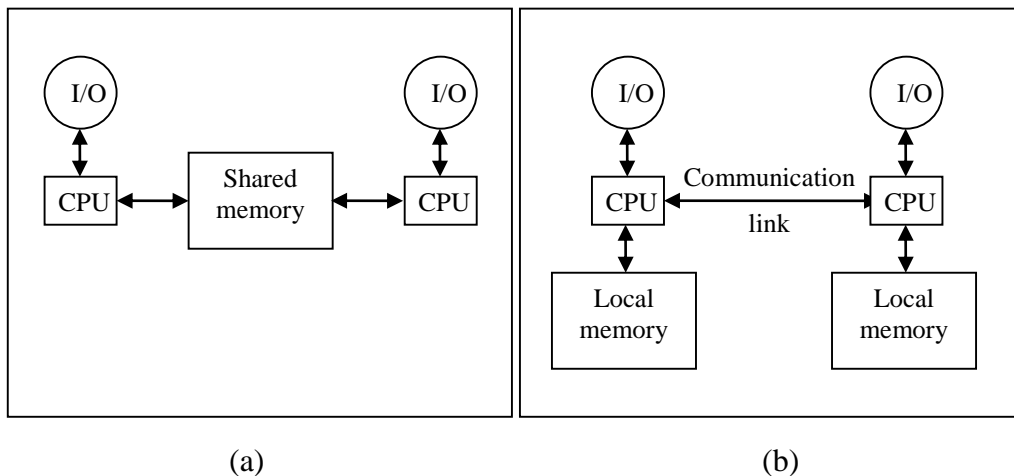 I/O
I/O
CPU
Shared
memory
CPU
I/O
I/O
CPU
Communication
link
CPU
Local
memory
Local
memory
(a)
(b)